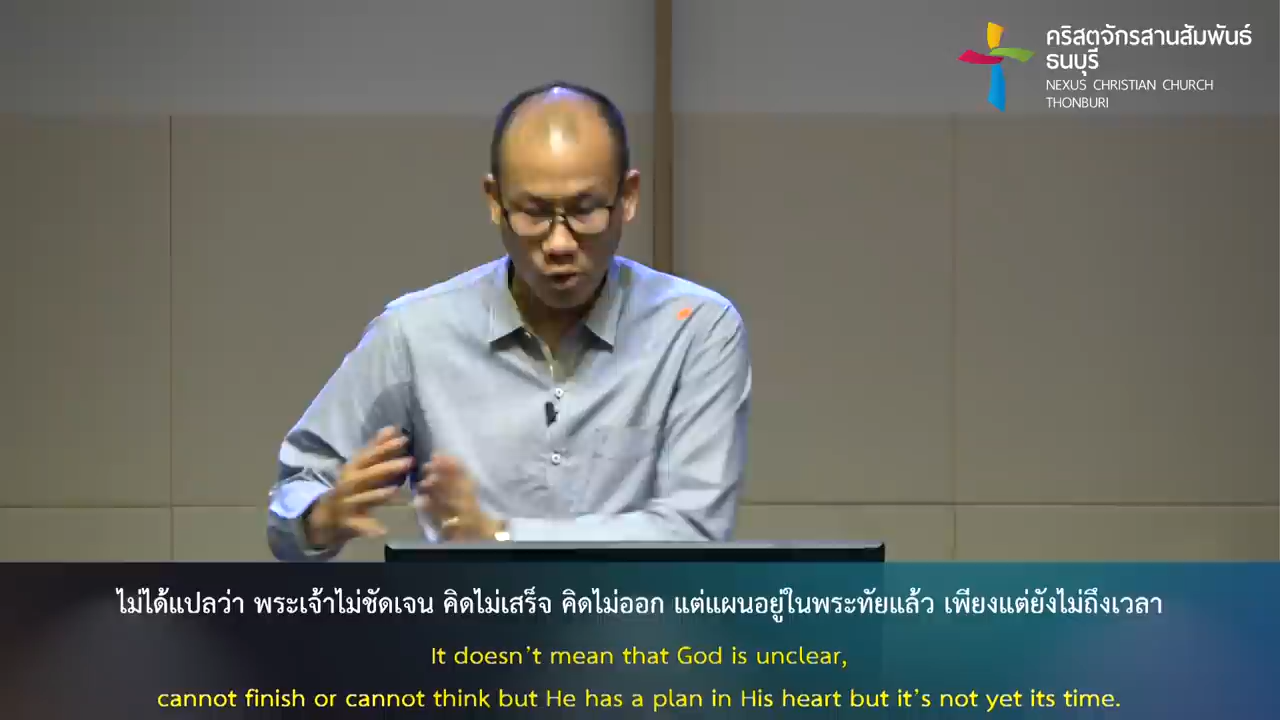 คริสตจักรสานสัมพันธ์
ธนบุรี
NEXUS CHRISTIAN CHURCH
THONBURI
ไม่ได้แปลว่า พระเจ้าไม่ชัดเจน คิดไม่เสร็จ คิดไม่ออก แต่แผนอยู่ในพระทัยแล้ว เพียงแต่ยังไม่ถึงเวลา
It doesn't mean that God is unclear,
cannot finish or cannot think but He has a plan in His heart but it's not yet its time.